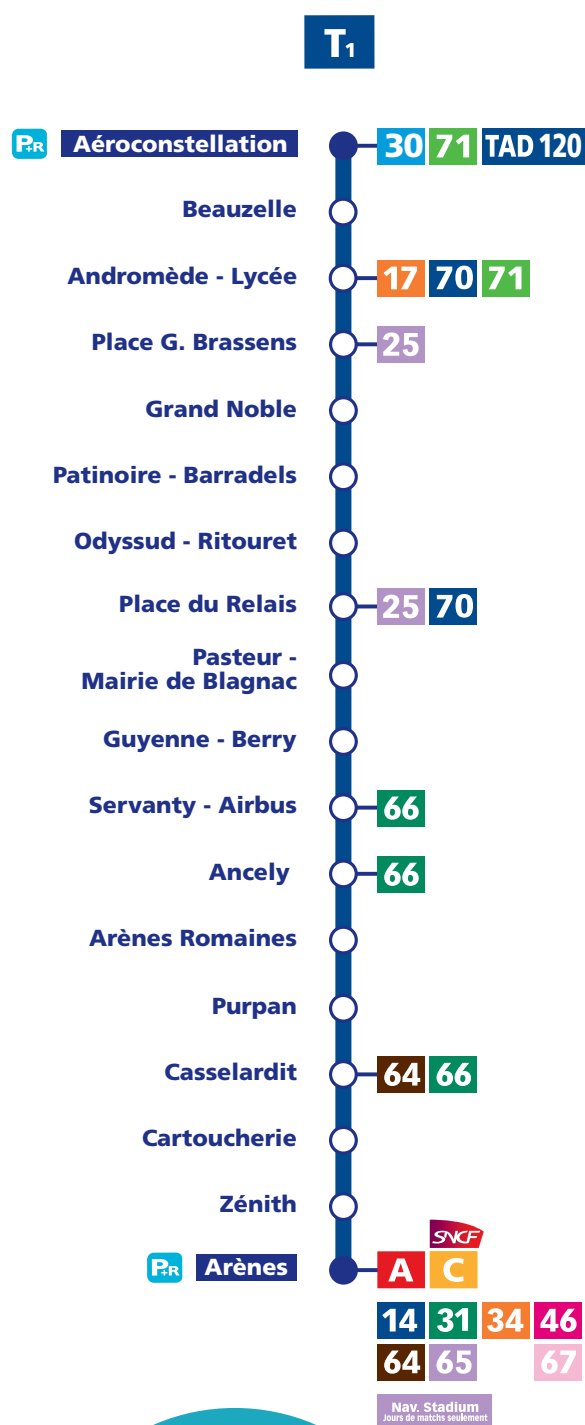 T1
P+R Aéroconstellation 30 71 TAD 120
Beauzelle
Andromède - Lycée 17 70 71
Place G. Brassens 25
Grand Noble
Patinoire - Barradels
Odyssud - Ritouret
Place du Relais 25 70
Pasteur -
Mairie de Blagnac
Guyenne - Berry
Servanty - Airbus 66
Ancely 66
Arènes Romaines
Purpan
Casselardit 64 66
Cartoucherie
Zénith
SNCF
P+R Arènes A C
14 31 34 46
64 65 67
Nav. Stadium
Jours de matchs seulement